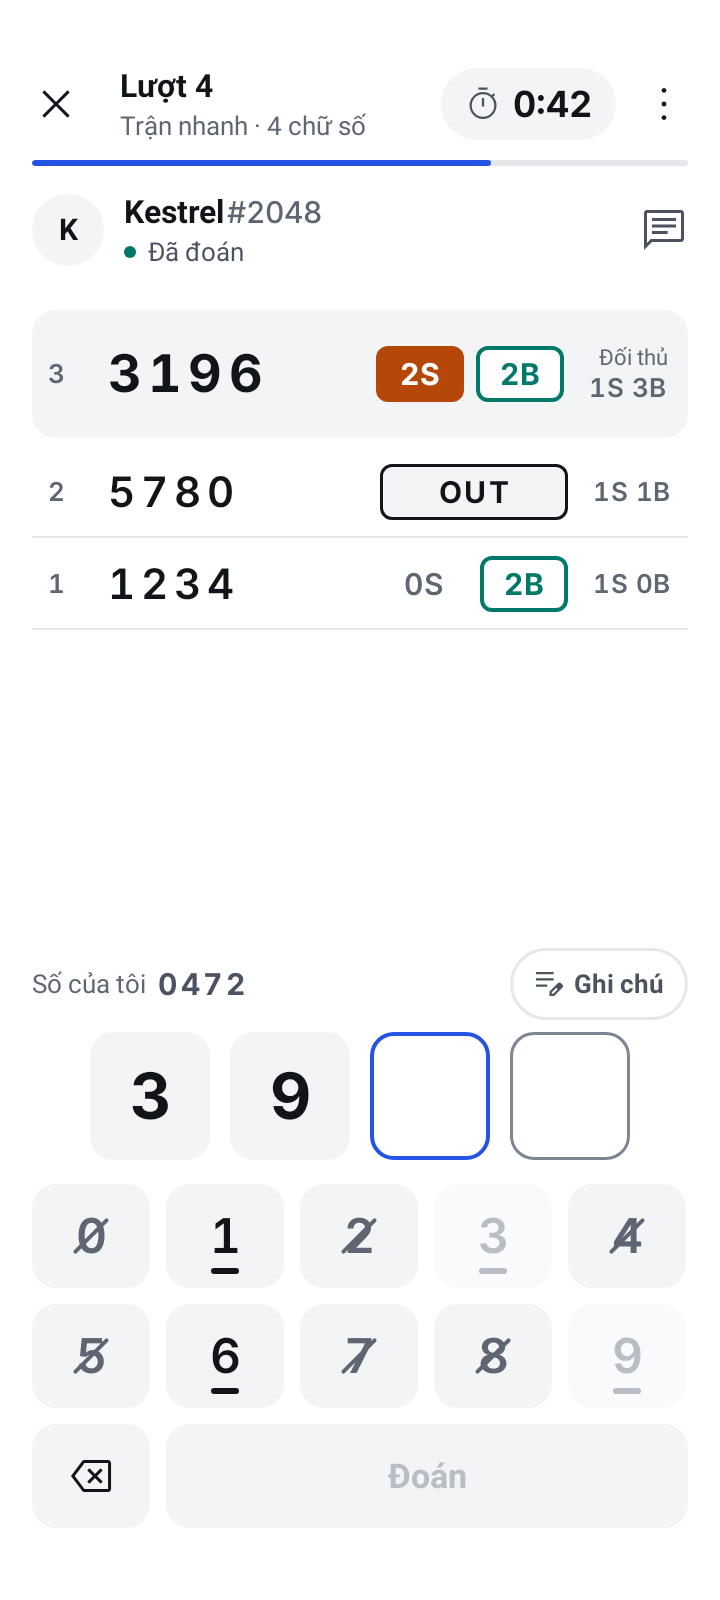 Lượt 4
Trận nhanh · 4 chữ số
0:42
K
Kestrel#2048
Đã đoán
3 3196 2S 2B Đối thủ 1S 3B
2 5780 OUT 1S 1B
1 1234 0S 2B 1S 0B
Số của tôi 0472
Ghi chú
3 9
0 1 2 3 4
5 6 7 8 9
Đoán